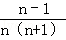 n - 1
n (n+1)